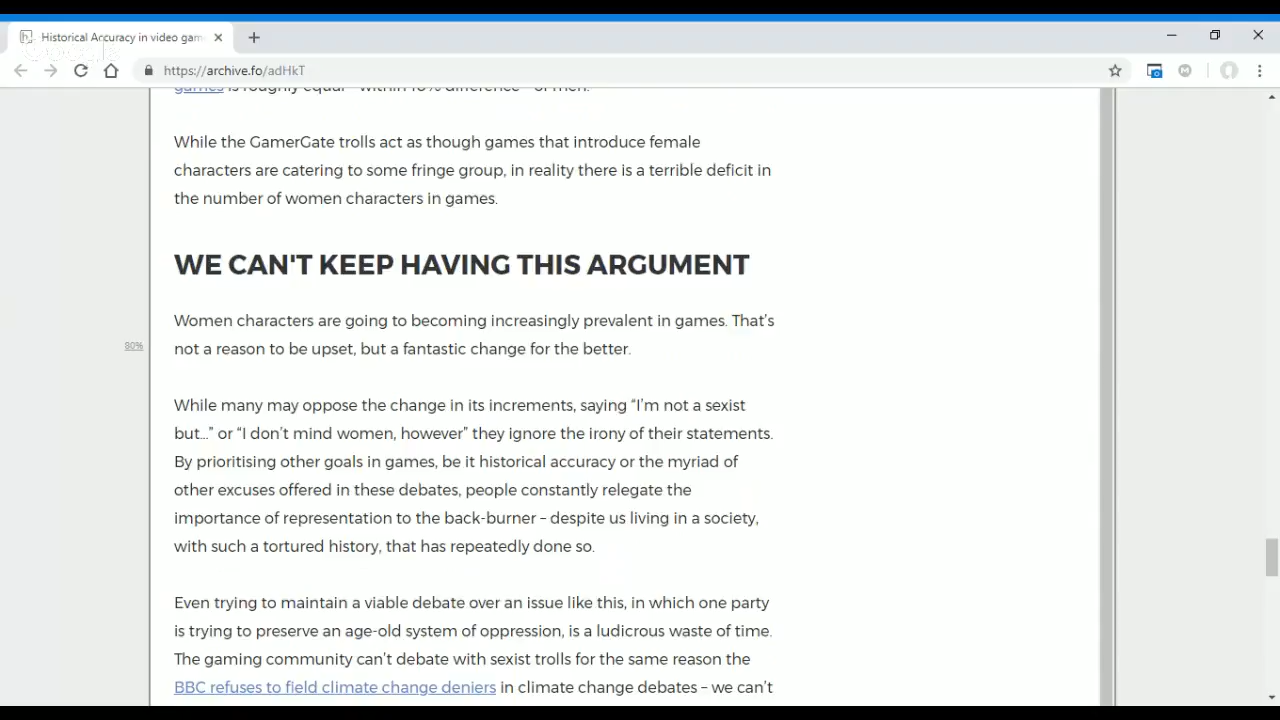 Historical Accuracy in video gam
https://archive.fo/adHkT
games is roughly equal – within 10% difference – of men.
While the GamerGate trolls act as though games that introduce female
characters are catering to some fringe group, in reality there is a terrible deficit in
the number of women characters in games.
WE CAN'T KEEP HAVING THIS ARGUMENT
Women characters are going to becoming increasingly prevalent in games. That's
80%
not a reason to be upset, but a fantastic change for the better.
While many may oppose the change in its increments, saying “I'm not a sexist
but…” or “I don't mind women, however” they ignore the irony of their statements.
By prioritising other goals in games, be it historical accuracy or the myriad of
other excuses offered in these debates, people constantly relegate the
importance of representation to the back-burner – despite us living in a society,
with such a tortured history, that has repeatedly done so.
Even trying to maintain a viable debate over an issue like this, in which one party
is trying to preserve an age-old system of oppression, is a ludicrous waste of time.
The gaming community can't debate with sexist trolls for the same reason the
BBC refuses to field climate change deniers in climate change debates – we can't